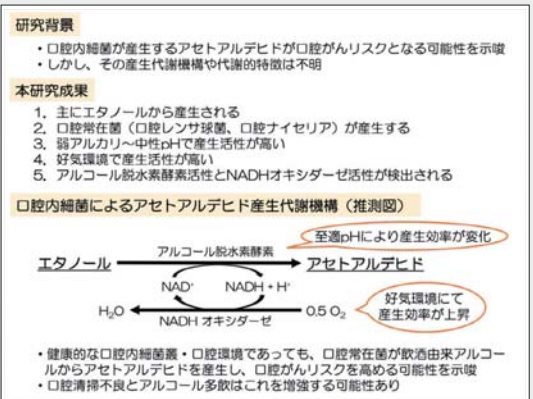 研究背景
・口腔内細菌が産生するアセトアルデヒドが口腔がんリスクとなる可能性を示唆
・しかし、その産生代謝機構や代謝的特徴は不明
本研究成果
1. 主にエタノールから産生される
2. 口腔常在菌（口腔レンサ球菌、口腔ナイセリア）が産生する
3. 弱アルカリ～中性pHで産生活性が高い
4. 好気環境で産生活性が高い
5. アルコール脱水素酵素活性とNADHオキシダーゼ活性が検出される
口腔内細菌によるアセトアルデヒド産生代謝機構（推測図）
至適pHにより産生効率が変化
アルコール脱水素酵素
エタノール アセトアルデヒド
NAD⁺ NADH + H⁺
H₂O 0.5 O₂
NADH オキシダーゼ
好気環境にて
産生効率が上昇
・健康的な口腔内細菌叢・口腔環境であっても、口腔常在菌が飲酒由来アルコー
ルからアセトアルデヒドを産生し、口腔がんリスクを高める可能性を示唆
・口腔清掃不良とアルコール多飲はこれを増強する可能性あり